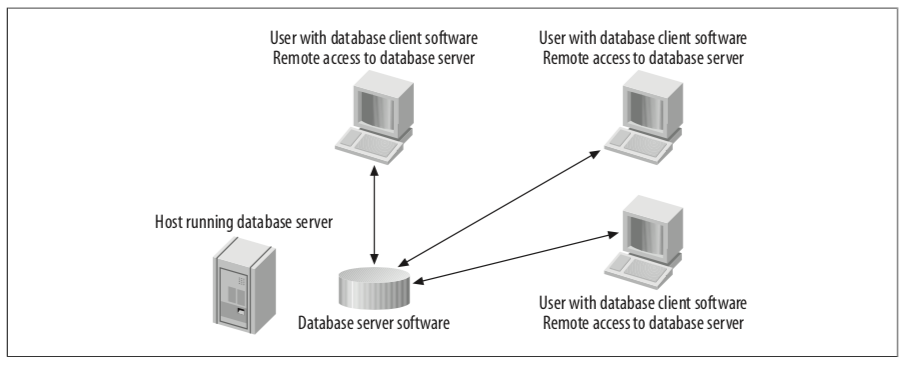 User with database client software
Remote access to database server
User with database client software
Remote access to database server
Host running database server
Database server software
User with database client software
Remote access to database server